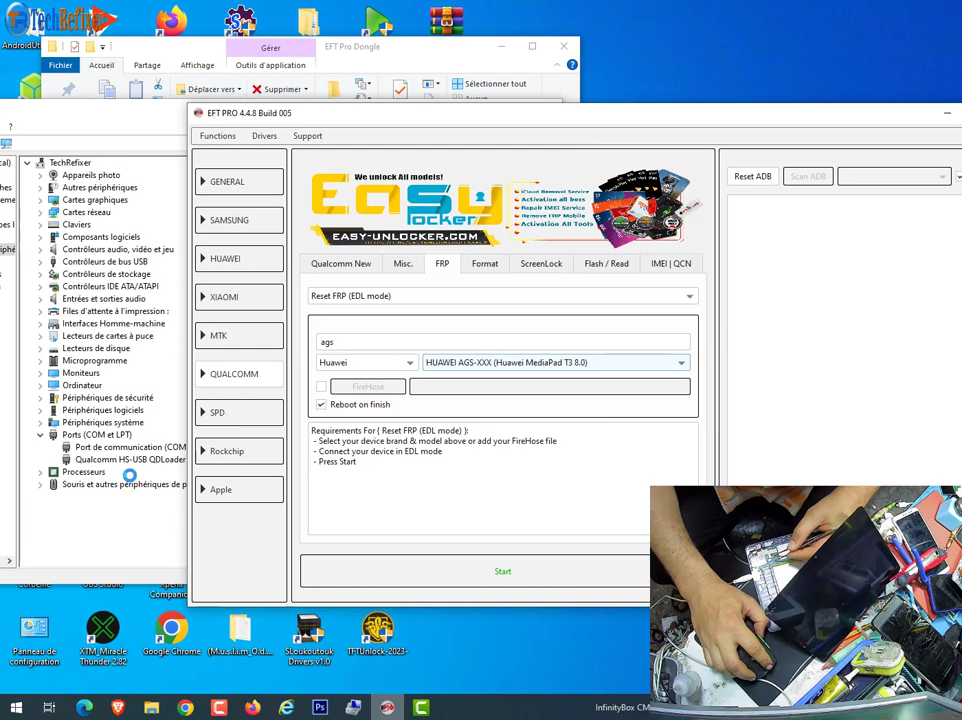 TechRefixer
AndroidUt
Gérer
EFT Pro Dongle
Fichier
Accueil
Partage
Affichage
Outils d'application
Déplacer vers
Supprimer
Sélectionner tout
Aucun
?
EFT PRO 4.4.8 Build 005
Functions
Drivers
Support
TechRefixer
Appareils photo
Autres périphériques
Cartes graphiques
Cartes réseau
Claviers
Composants logiciels
Contrôleurs audio, vidéo et jeu
Contrôleurs de bus USB
Contrôleurs de stockage
Contrôleurs IDE ATA/ATAPI
Entrées et sorties audio
Files d'attente à l'impression :
Interfaces Homme-machine
Lecteurs de cartes à puce
Lecteurs de disque
Microprogramme
Moniteurs
Ordinateur
Périphériques de sécurité
Périphériques logiciels
Périphériques système
Ports (COM et LPT)
Port de communication (COM
Qualcomm HS-USB QDLoader
Processeurs
Souris et autres périphériques de p
GENERAL
SAMSUNG
HUAWEI
XIAOMI
MTK
QUALCOMM
SPD
Rockchip
Apple
We unlock All models!
Easy
locker
EASY-UNLOCKER.COM
iCloud Removal Service
Activation all boxs
Repair IMEI Service
Remove FRP Mobile
Activation All Tools
Qualcomm New
Misc.
FRP
Format
ScreenLock
Flash / Read
IMEI | QCN
Reset FRP (EDL mode)
ags
Huawei
HUAWEI AGS-XXX (Huawei MediaPad T3 8.0)
FireHose
Reboot on finish
Requirements For ( Reset FRP (EDL mode) ):
- Select your device brand & model above or add your FireHose file
- Connect your device in EDL mode
- Press Start
Start
Reset ADB
Scan ADB
Companio
Panneau de
configuration
XTM_Miracle
Thunder 2.82
Google Chrome
(M.u.s.l.i.m_O.d...
SLoukoutouk
Drivers v1.0
TFTUnlock-2023-
InfinityBox CM